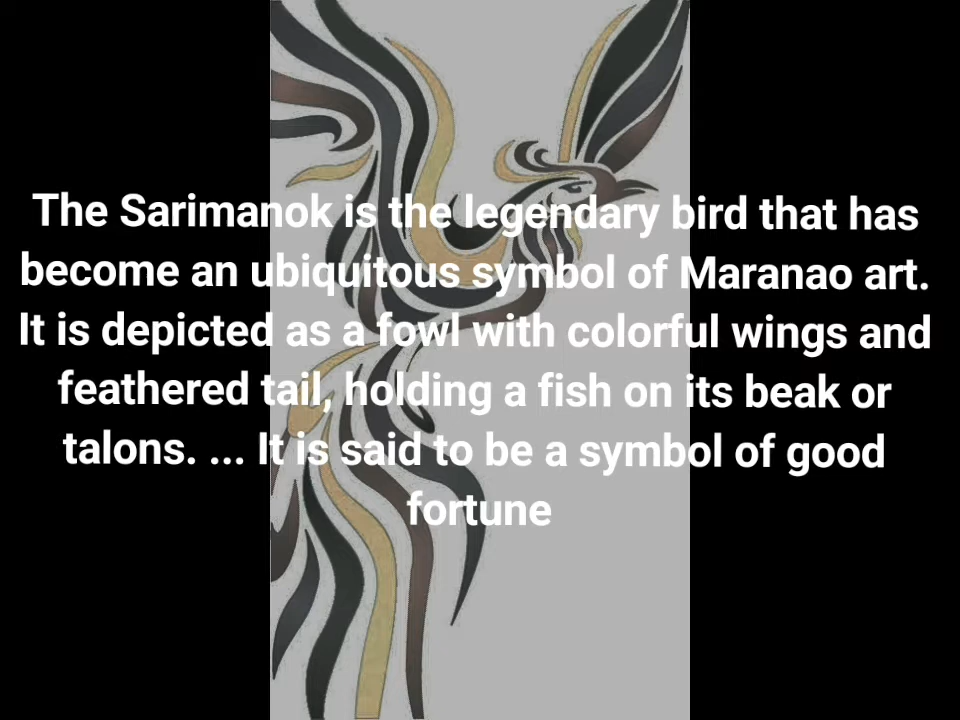 The Sarimanok is the legendary bird that has
become an ubiquitous symbol of Maranao art.
It is depicted as a fowl with colorful wings and
feathered tail, holding a fish on its beak or
talons. ... It is said to be a symbol of good
fortune